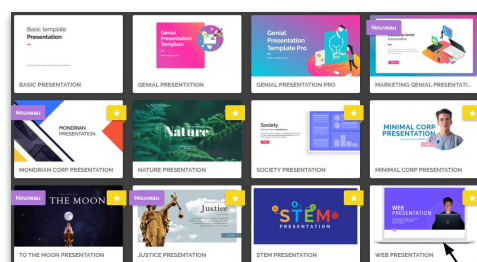 Basic template
Presentation
BASIC PRESENTATION
Genial
Presentation
Template
GENIAL PRESENTATION
Genial
Presentation
Template Pro
GENIAL PRESENTATION PRO
Nouveau
Genial
Presentation
MARKETING GENIAL PRESENTATI...
Nouveau
MONDRIAN
PRESENTATION
MONDRIAN CORP PRESENTATION
Nature
NATURE PRESENTATION
Society
SOCIETY PRESENTATION
MINIMAL CORP
PRESENTATION
MINIMAL CORP PRESENTATION
Nouveau
THE MOON
TO THE MOON PRESENTATION
Nouveau
Justice
JUSTICE PRESENTATION
STEM
PRESENTATION
STEM PRESENTATION
WEB
PRESENTATION
WEB PRESENTATION